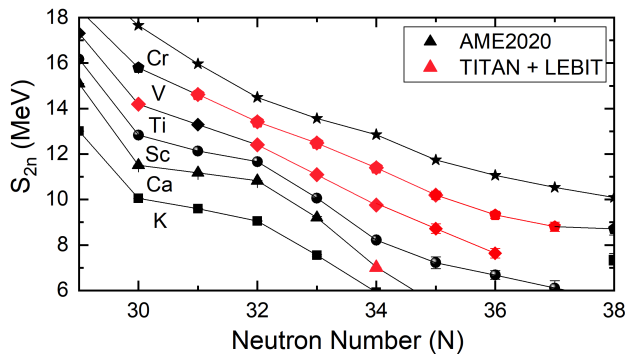 18
16
14
12
10
8
6
S2n (MeV)
AME2020
TITAN + LEBIT
Cr
V
Ti
Sc
Ca
K
30 32 34 36 38
Neutron Number (N)